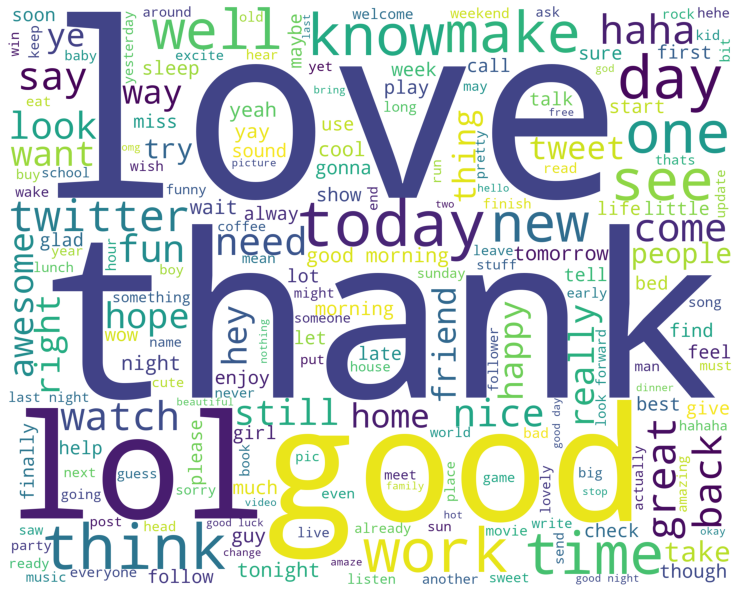 soon
around
old
welcome
weekend
ask
rock
hehe
win
keep
ye
baby
yesterday
excite
well
hear
maybe
last
know
make
haha
kid
bit
sure
first
say
way
sleep
love
yet
week
call
god
day
yeah
bring
play
may
look
eat
miss
yay
use
long
talk
free
start
one
want
omg
try
sound
cool
pretty
tweet
thats
buy
school
wish
picture
gonna
run
thing
read
see
update
wake
funny
show
end
hello
finish
life
little
twitter
wait
alway
today
two
new
come
glad
coffee
need
awesome
year
hour
fun
mean
good morning
leave
tomorrow
people
lunch
boy
lot
sunday
stuff
tell
bed
thank
something
might
morning
early
song
right
hope
hey
someone
friend
happy
really
find
wow
name
let
nothing
put
late
follower
look forward
feel
night
cute
enjoy
house
man
must
last night
never
beautiful
dinner
lol
watch
still
home
nice
good day
best
give
finally
help
please
girl
good
world
bad
hahaha
great
back
next
guess
sorry
book
pic
place
actually
amazing
going
much
even
meet
game
lovely
big
stop
post
video
family
saw
head
good luck
live
hot
think
guy
already
sun
work
movie
write
send
check
time
okay
party
change
take
ready
tonight
amaze
though
music
everyone
follow
listen
another
sweet
good night